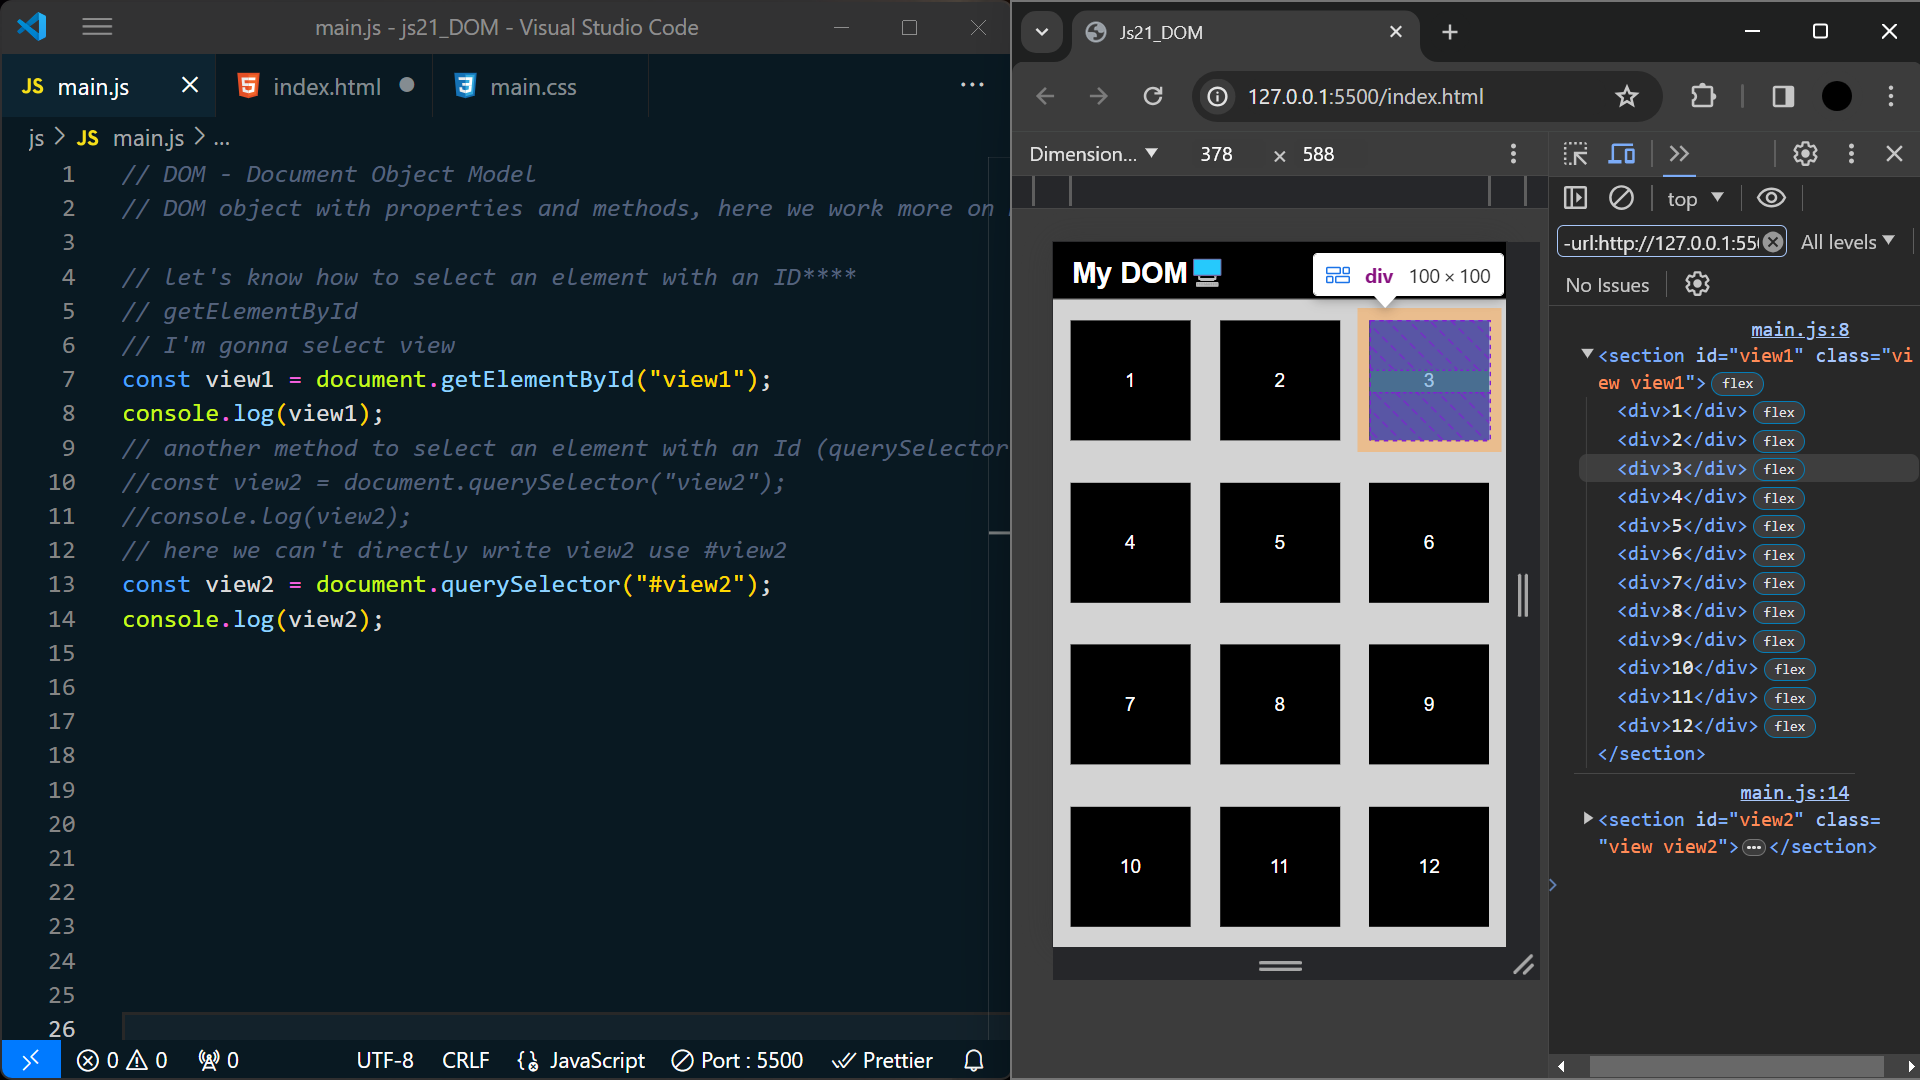 main.js - js21_DOM - Visual Studio Code
JS main.js
index.html
main.css
js > JS main.js > ...
1 // DOM - Document Object Model
2 // DOM object with properties and methods, here we work more on
3
4 // let's know how to select an element with an ID****
5 // getElementById
6 // I'm gonna select view
7 const view1 = document.getElementById("view1");
8 console.log(view1);
9 // another method to select an element with an Id (querySelector
10 //const view2 = document.querySelector("view2");
11 //console.log(view2);
12 // here we can't directly write view2 use #view2
13 const view2 = document.querySelector("#view2");
14 console.log(view2);
15
16
17
18
19
20
21
22
23
24
25
26
0 0 0 UTF-8 CRLF JavaScript Port : 5500 Prettier
Js21_DOM
127.0.0.1:5500/index.html
Dimension... 378 × 588
My DOM
div 100 × 100
1 2 3
4 5 6
7 8 9
10 11 12
top
-url:http://127.0.0.1:550 All levels
No Issues
main.js:8
<section id="view1" class="vi
ew view1"> flex
<div>1</div> flex
<div>2</div> flex
<div>3</div> flex
<div>4</div> flex
<div>5</div> flex
<div>6</div> flex
<div>7</div> flex
<div>8</div> flex
<div>9</div> flex
<div>10</div> flex
<div>11</div> flex
<div>12</div> flex
</section>
main.js:14
<section id="view2" class=
"view view2">…</section>